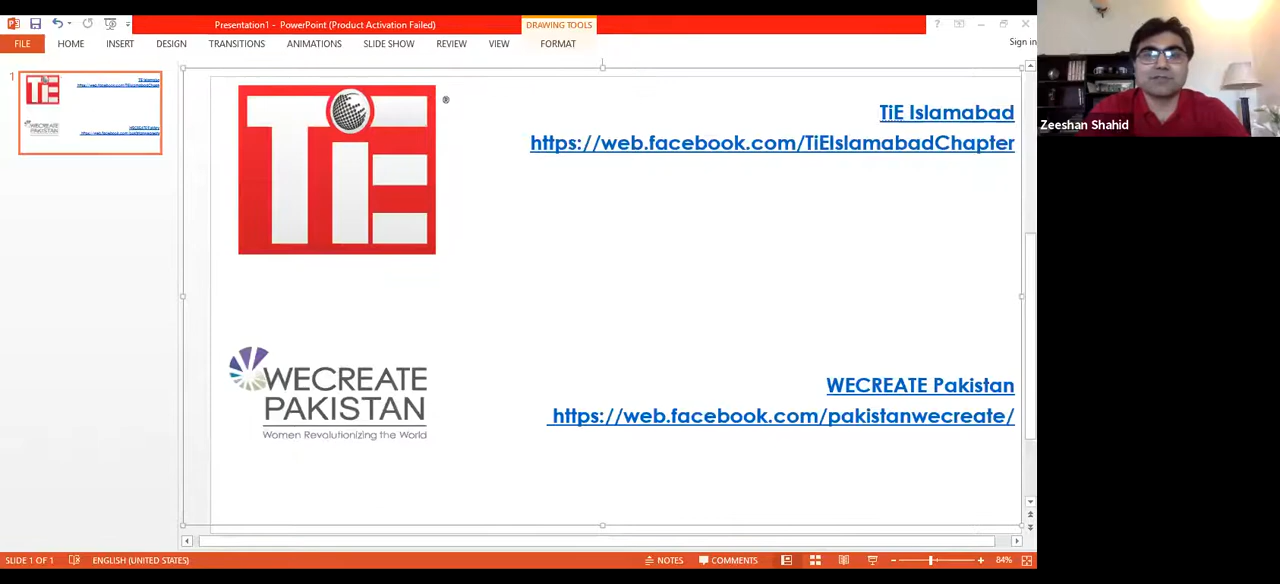 Presentation1 - PowerPoint (Product Activation Failed)
DRAWING TOOLS
?
FILE
HOME
INSERT
DESIGN
TRANSITIONS
ANIMATIONS
SLIDE SHOW
REVIEW
VIEW
FORMAT
Sign in
1
TiE
®
TiE Islamabad
https://web.facebook.com/TiEIslamabadChapter
WECREATE
PAKISTAN
Women Revolutionizing the World
WECREATE Pakistan
https://web.facebook.com/pakistanwecreate/
Zeeshan Shahid
SLIDE 1 OF 1
ENGLISH (UNITED STATES)
NOTES
COMMENTS
84%